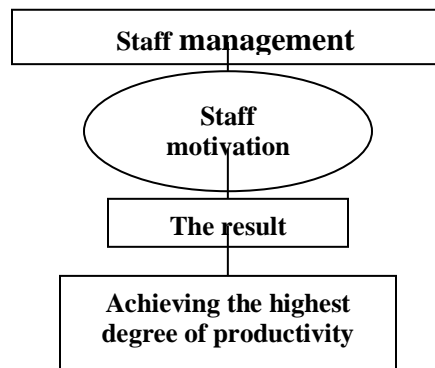 Staff management
Staff
motivation
The result
Achieving the highest
degree of productivity